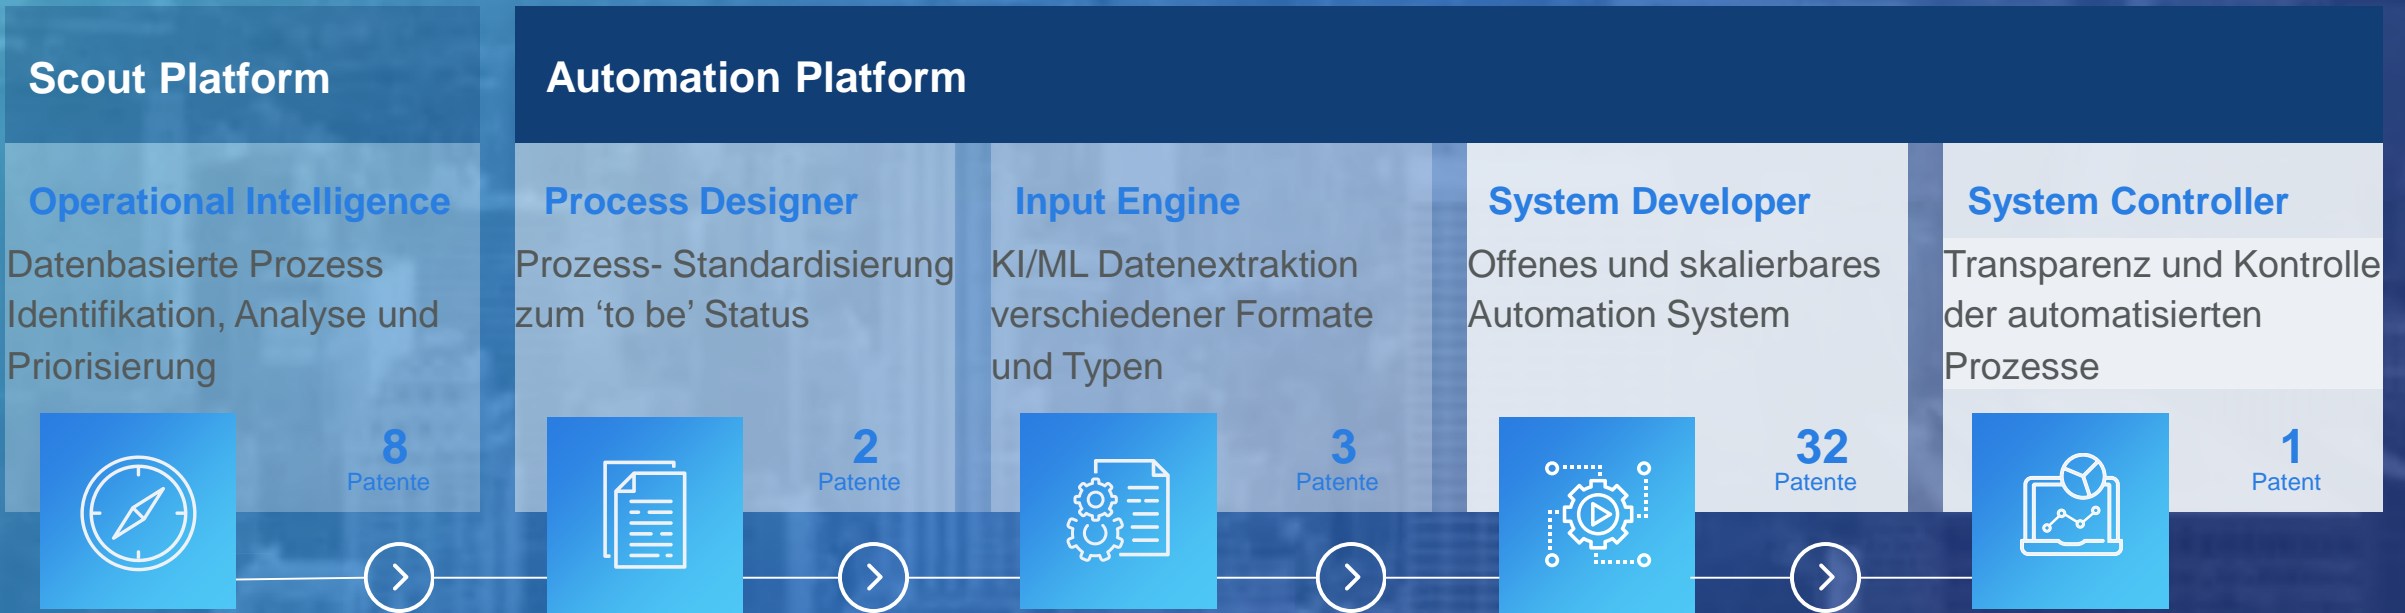 Scout Platform
Automation Platform
Operational Intelligence
Datenbasierte Prozess
Identifikation, Analyse und
Priorisierung
8
Patente
Process Designer
Prozess- Standardisierung
zum ‘to be’ Status
2
Patente
Input Engine
KI/ML Datenextraktion
verschiedener Formate
und Typen
3
Patente
System Developer
Offenes und skalierbares
Automation System
32
Patente
System Controller
Transparenz und Kontrolle
der automatisierten
Prozesse
1
Patent